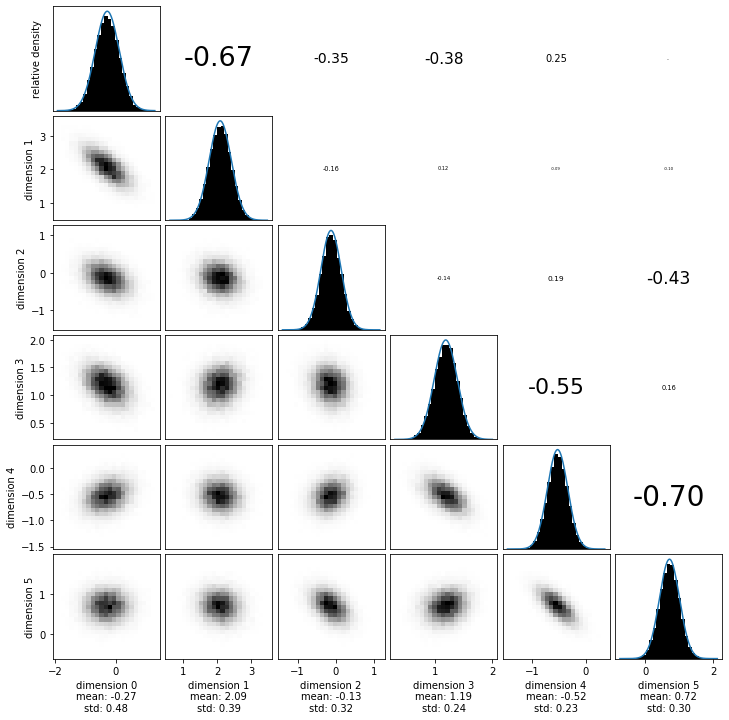 relative density
-0.67
-0.35
-0.38
0.25
dimension 1
3
2
1
-0.16
0.12
-0.10
dimension 2
1
0
−1
-0.14
0.19
-0.43
dimension 3
2.0
1.5
1.0
0.5
-0.55
0.16
dimension 4
0.0
−0.5
−1.0
−1.5
-0.70
dimension 5
1
0
−2 0
1 2 3
−1 0 1
1 2
−1 0
0 2
dimension 0
mean: -0.27
std: 0.48
dimension 1
mean: 2.09
std: 0.39
dimension 2
mean: -0.13
std: 0.32
dimension 3
mean: 1.19
std: 0.24
dimension 4
mean: -0.52
std: 0.23
dimension 5
mean: 0.72
std: 0.30